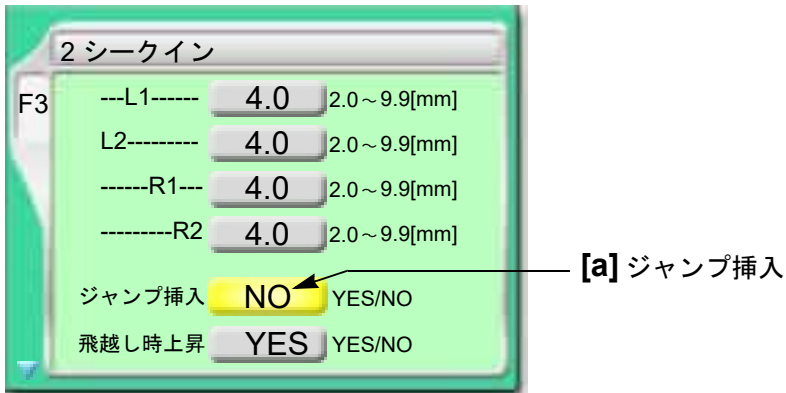 2 シークイン
F3
---L1------ 4.0 2.0～9.9[mm]
L2--------- 4.0 2.0～9.9[mm]
------R1--- 4.0 2.0～9.9[mm]
---------R2 4.0 2.0～9.9[mm]
ジャンプ挿入 NO YES/NO
[a] ジャンプ挿入
飛越し時上昇 YES YES/NO